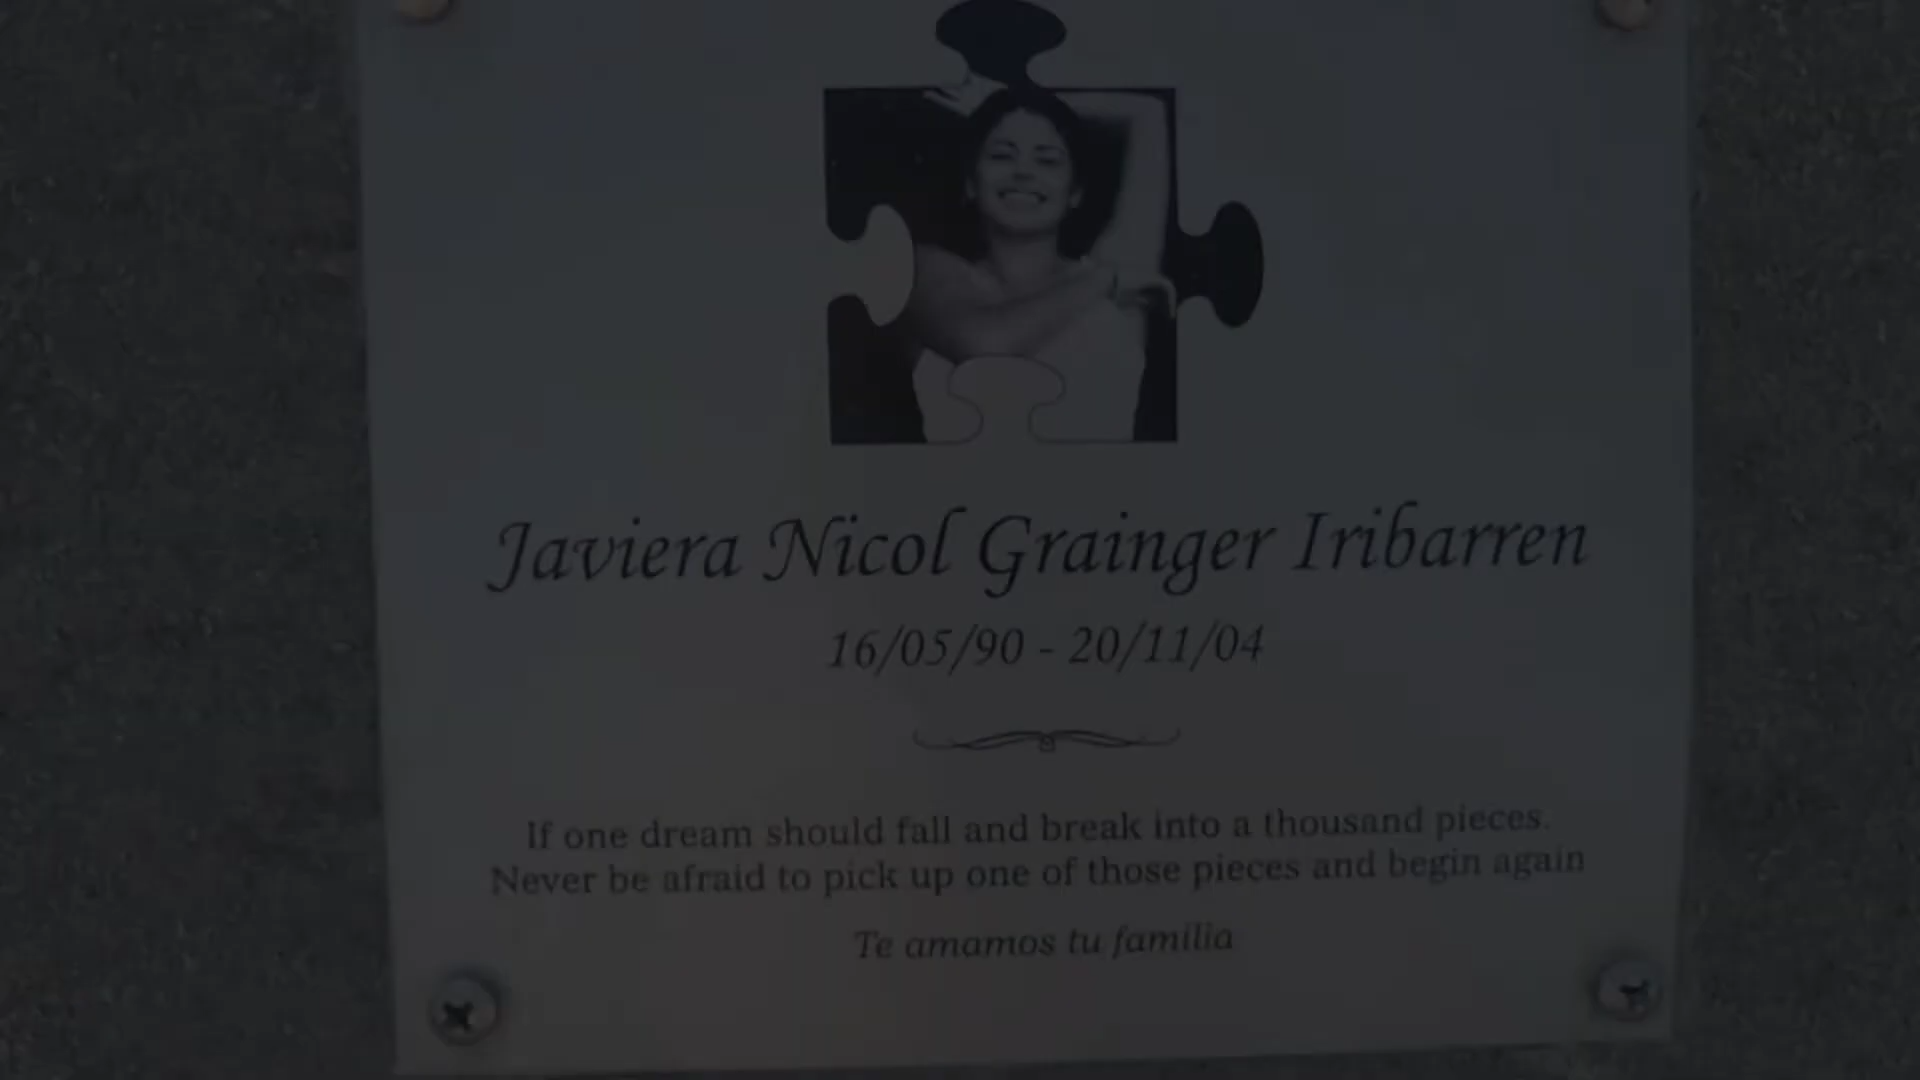 Javiera Nicol Grainger Iribarren
16/05/90 - 20/11/04
If one dream should fall and break into a thousand pieces.
Never be afraid to pick up one of those pieces and begin again
Te amamos tu familia